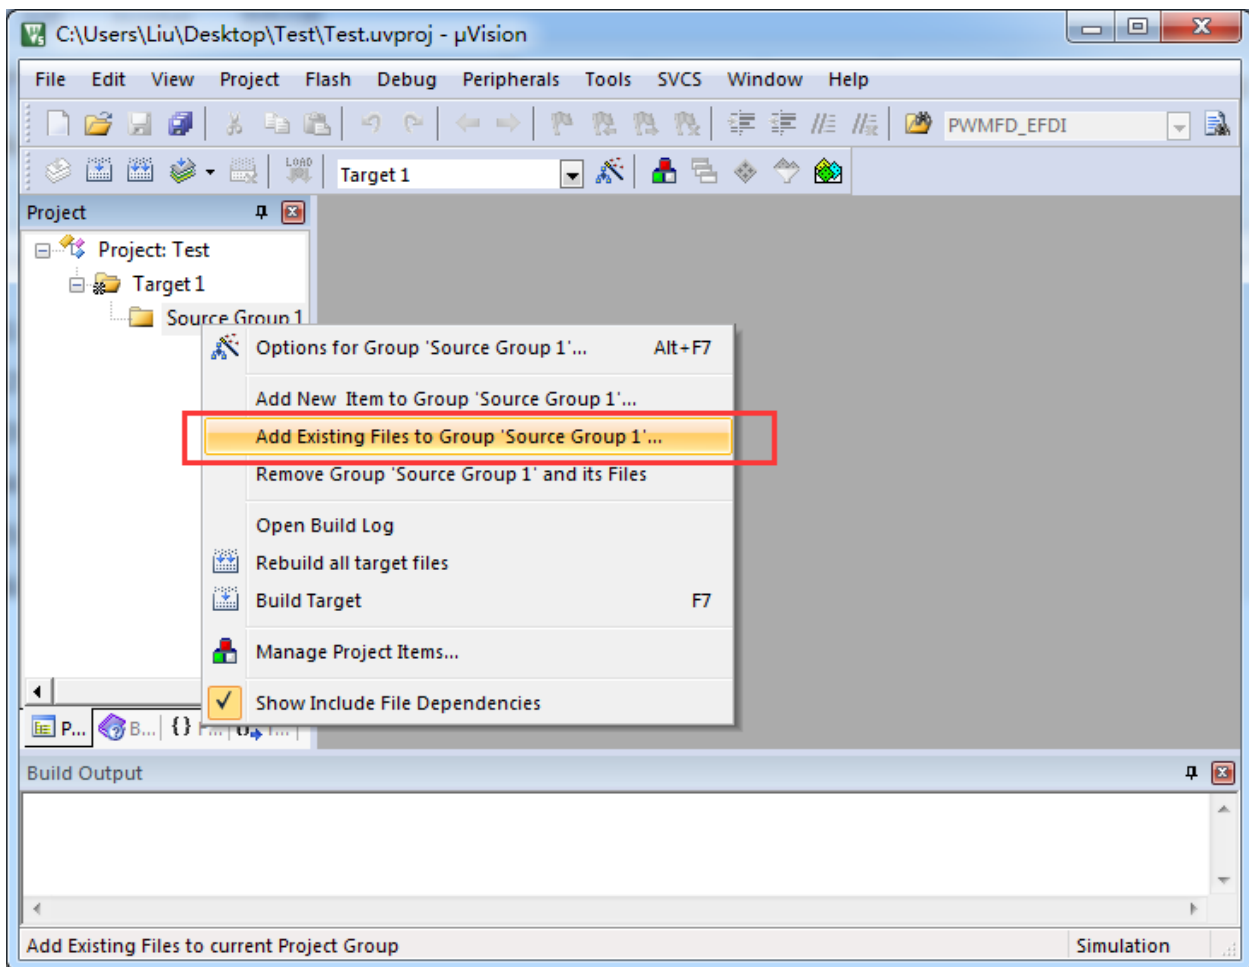 C:\Users\Liu\Desktop\Test\Test.uvproj - µVision
File Edit View Project Flash Debug Peripherals Tools SVCS Window Help
PWMFD_EFDI
LOAD Target 1
Project
Project: Test
Target 1
Source Group 1
Options for Group 'Source Group 1'... Alt+F7
Add New Item to Group 'Source Group 1'...
Add Existing Files to Group 'Source Group 1'...
Remove Group 'Source Group 1' and its Files
Open Build Log
Rebuild all target files
Build Target F7
Manage Project Items...
Show Include File Dependencies
P... B... {}
Build Output
Add Existing Files to current Project Group Simulation